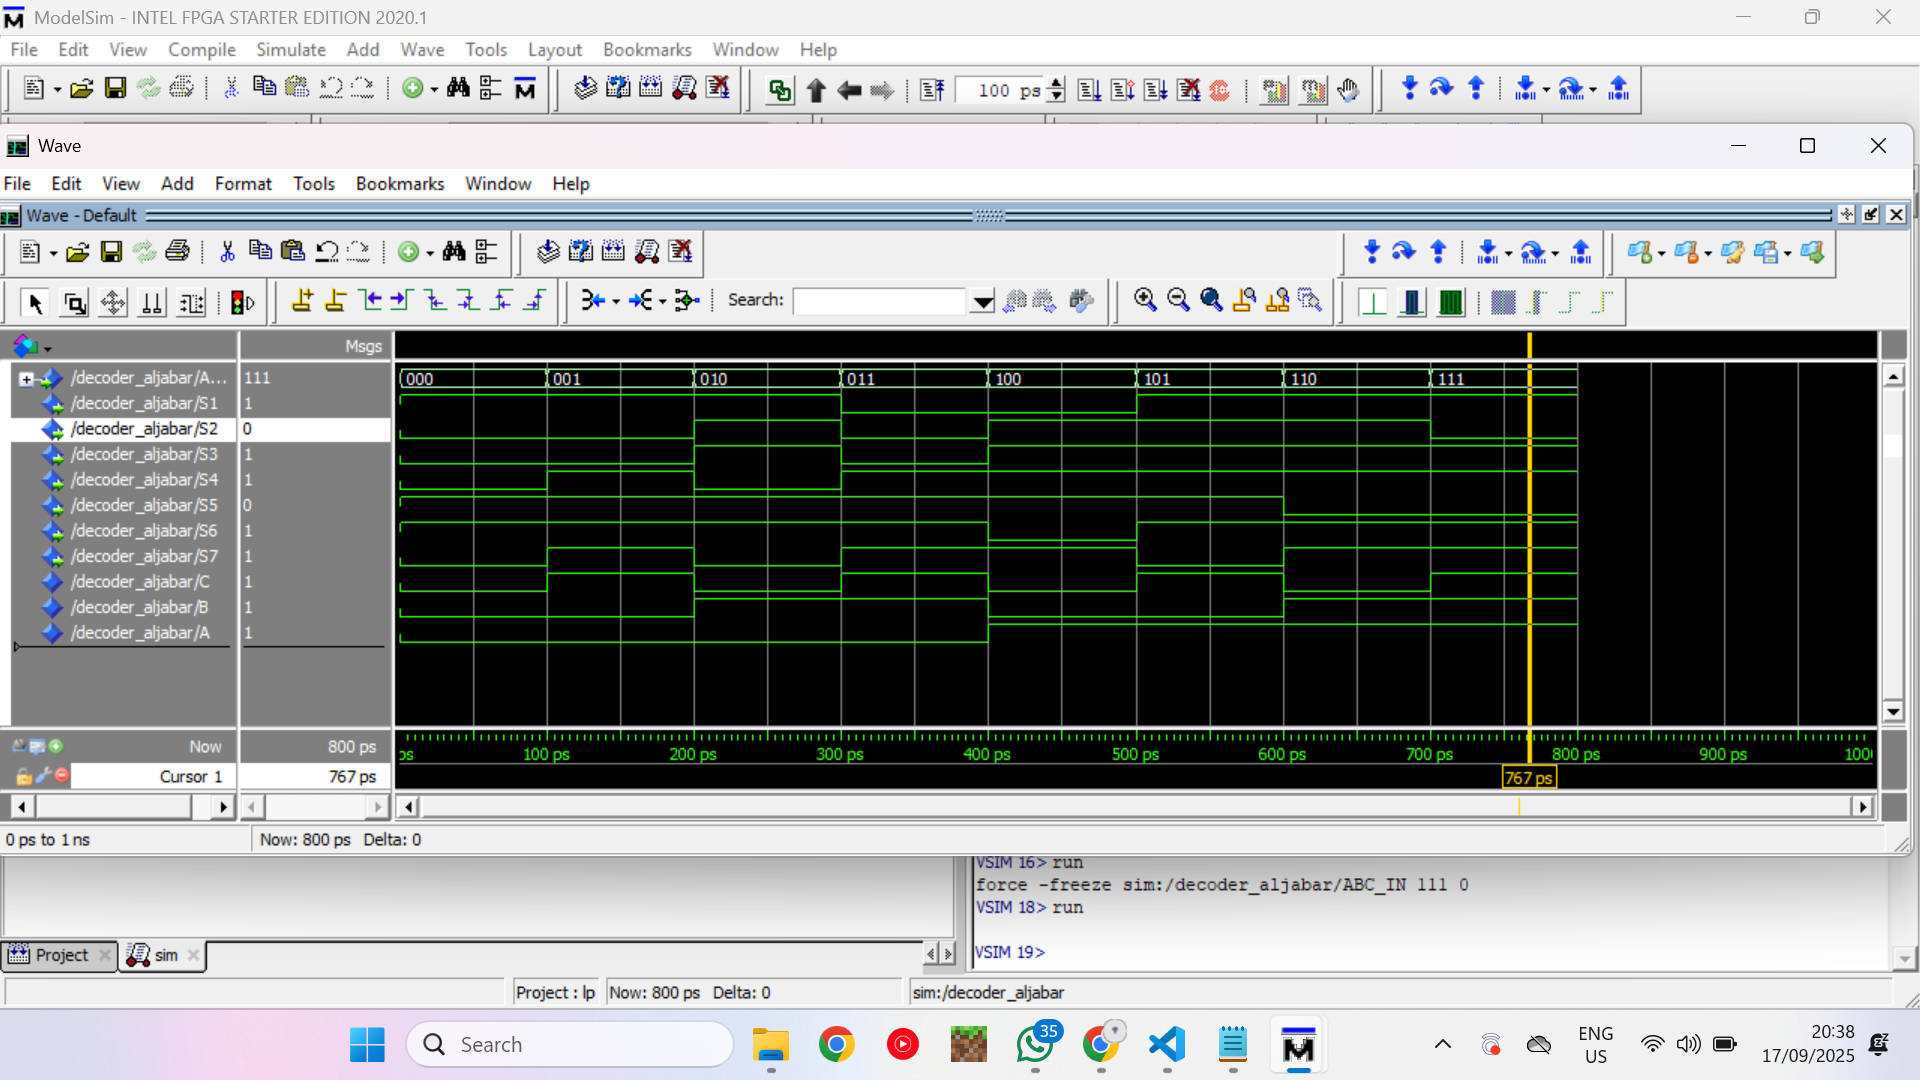 ModelSim - INTEL FPGA STARTER EDITION 2020.1
File Edit View Compile Simulate Add Wave Tools Layout Bookmarks Window Help
100 ps
Wave
File Edit View Add Format Tools Bookmarks Window Help
Wave - Default
Search:
Msgs
/decoder_aljabar/A... 111 000 001 010 011 100 101 110 111
/decoder_aljabar/S1 1
/decoder_aljabar/S2 0
/decoder_aljabar/S3 1
/decoder_aljabar/S4 1
/decoder_aljabar/S5 0
/decoder_aljabar/S6 1
/decoder_aljabar/S7 1
/decoder_aljabar/C 1
/decoder_aljabar/B 1
/decoder_aljabar/A 1
Now 800 ps ps 100 ps 200 ps 300 ps 400 ps 500 ps 600 ps 700 ps 800 ps 900 ps 100
Cursor 1 767 ps 767 ps
0 ps to 1 ns Now: 800 ps Delta: 0
VSIM 16> run
force -freeze sim:/decoder_aljabar/ABC_IN 111 0
VSIM 18> run
VSIM 19>
Project sim
Project : lp Now: 800 ps Delta: 0 sim:/decoder_aljabar
Search 35 ENG US 20:38
17/09/2025